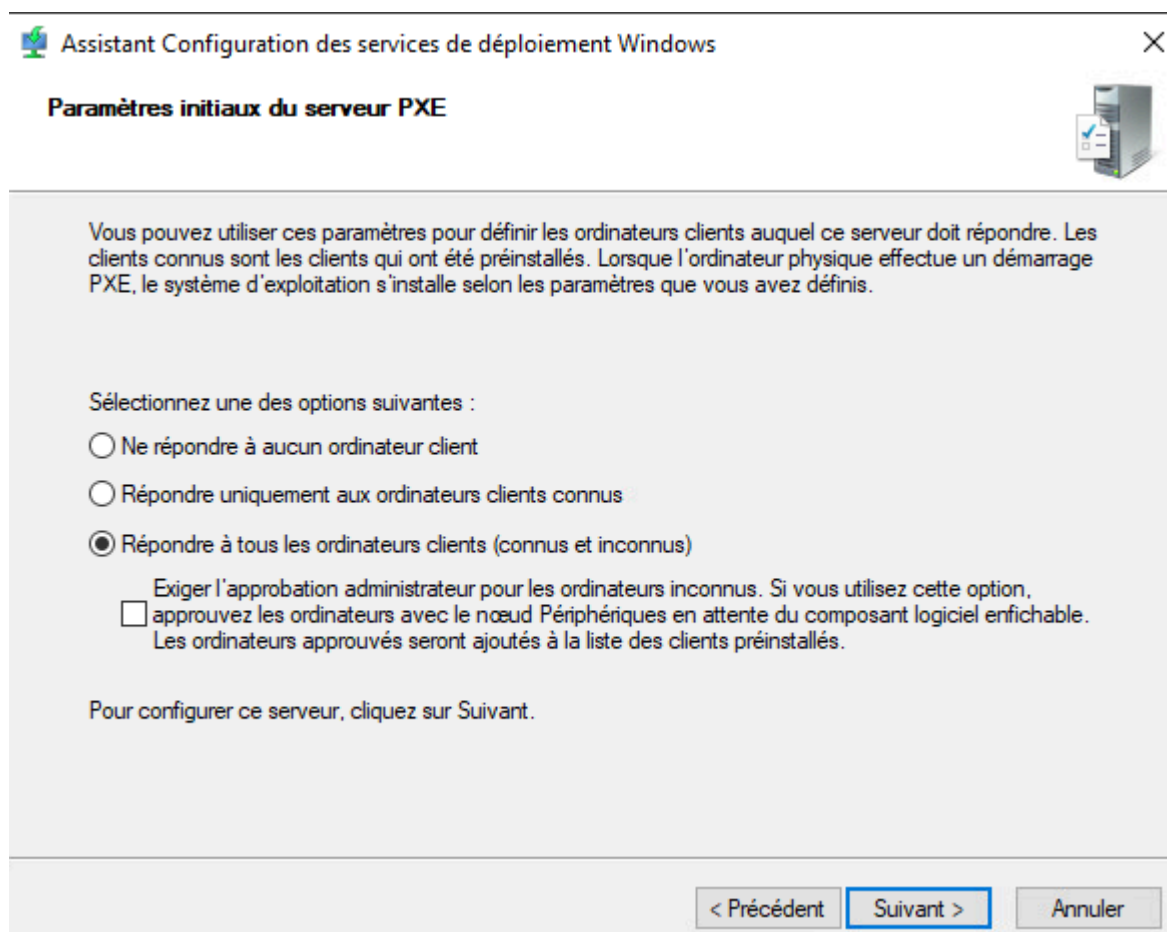 Assistant Configuration des services de déploiement Windows
Paramètres initiaux du serveur PXE
Vous pouvez utiliser ces paramètres pour définir les ordinateurs clients auquel ce serveur doit répondre. Les
clients connus sont les clients qui ont été préinstallés. Lorsque l'ordinateur physique effectue un démarrage
PXE, le système d'exploitation s'installe selon les paramètres que vous avez définis.
Sélectionnez une des options suivantes :
Ne répondre à aucun ordinateur client
Répondre uniquement aux ordinateurs clients connus
Répondre à tous les ordinateurs clients (connus et inconnus)
Exiger l'approbation administrateur pour les ordinateurs inconnus. Si vous utilisez cette option,
approuvez les ordinateurs avec le nœud Périphériques en attente du composant logiciel enfichable.
Les ordinateurs approuvés seront ajoutés à la liste des clients préinstallés.
Pour configurer ce serveur, cliquez sur Suivant.
< Précédent Suivant > Annuler